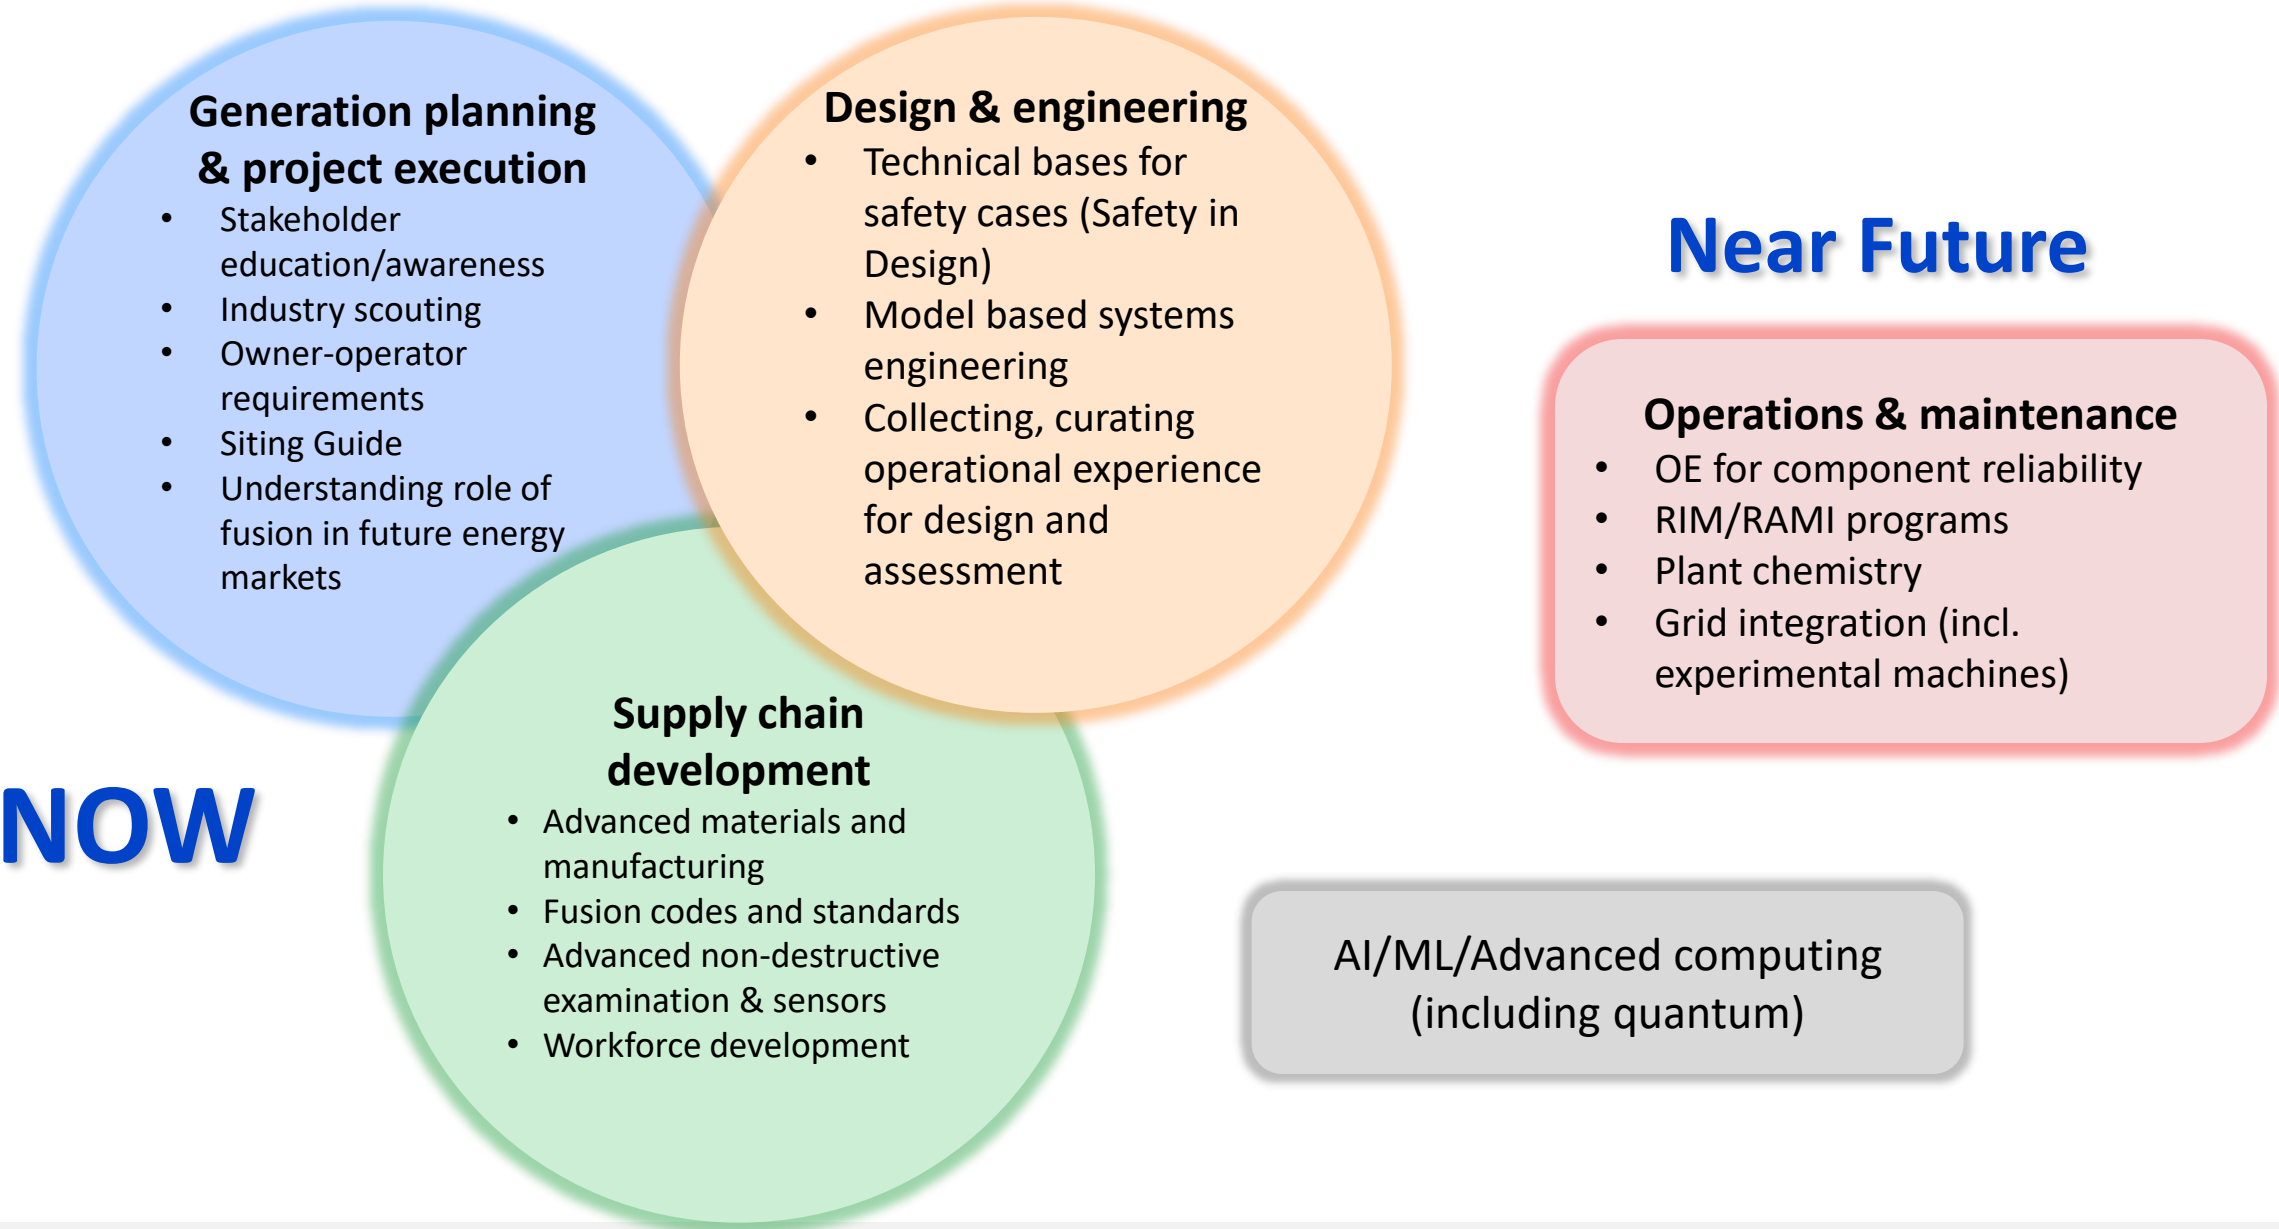 Generation planning
& project execution
• Stakeholder
education/awareness
• Industry scouting
• Owner-operator
requirements
• Siting Guide
• Understanding role of
fusion in future energy
markets
Design & engineering
• Technical bases for
safety cases (Safety in
Design)
• Model based systems
engineering
• Collecting, curating
operational experience
for design and
assessment
Supply chain
development
• Advanced materials and
manufacturing
• Fusion codes and standards
• Advanced non-destructive
examination & sensors
• Workforce development
NOW
Near Future
Operations & maintenance
• OE for component reliability
• RIM/RAMI programs
• Plant chemistry
• Grid integration (incl.
experimental machines)
AI/ML/Advanced computing
(including quantum)